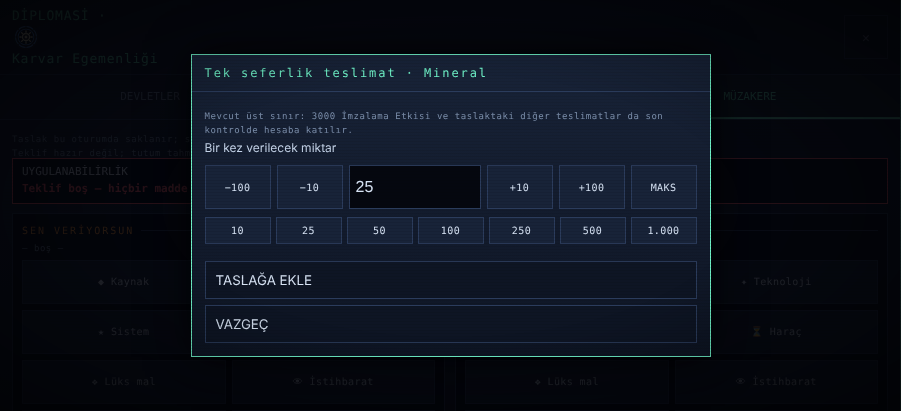 DİPLOMASİ ·
Karvar Egemenliği
DEVLETLER
MÜZAKERE
Tek seferlik teslimat · Mineral
Mevcut üst sınır: 3000 İmzalama Etkisi ve taslaktaki diğer teslimatlar da son
kontrolde hesaba katılır.
Bir kez verilecek miktar
−100 −10 25 +10 +100 MAKS
10 25 50 100 250 500 1.000
TASLAĞA EKLE
VAZGEÇ
UYGULANABİLİRLİK
Teklif boş — hiçbir madde
SEN VERİYORSUN
— boş —
Kaynak
Teknoloji
Sistem
Haraç
Lüks mal
İstihbarat
Lüks mal
İstihbarat